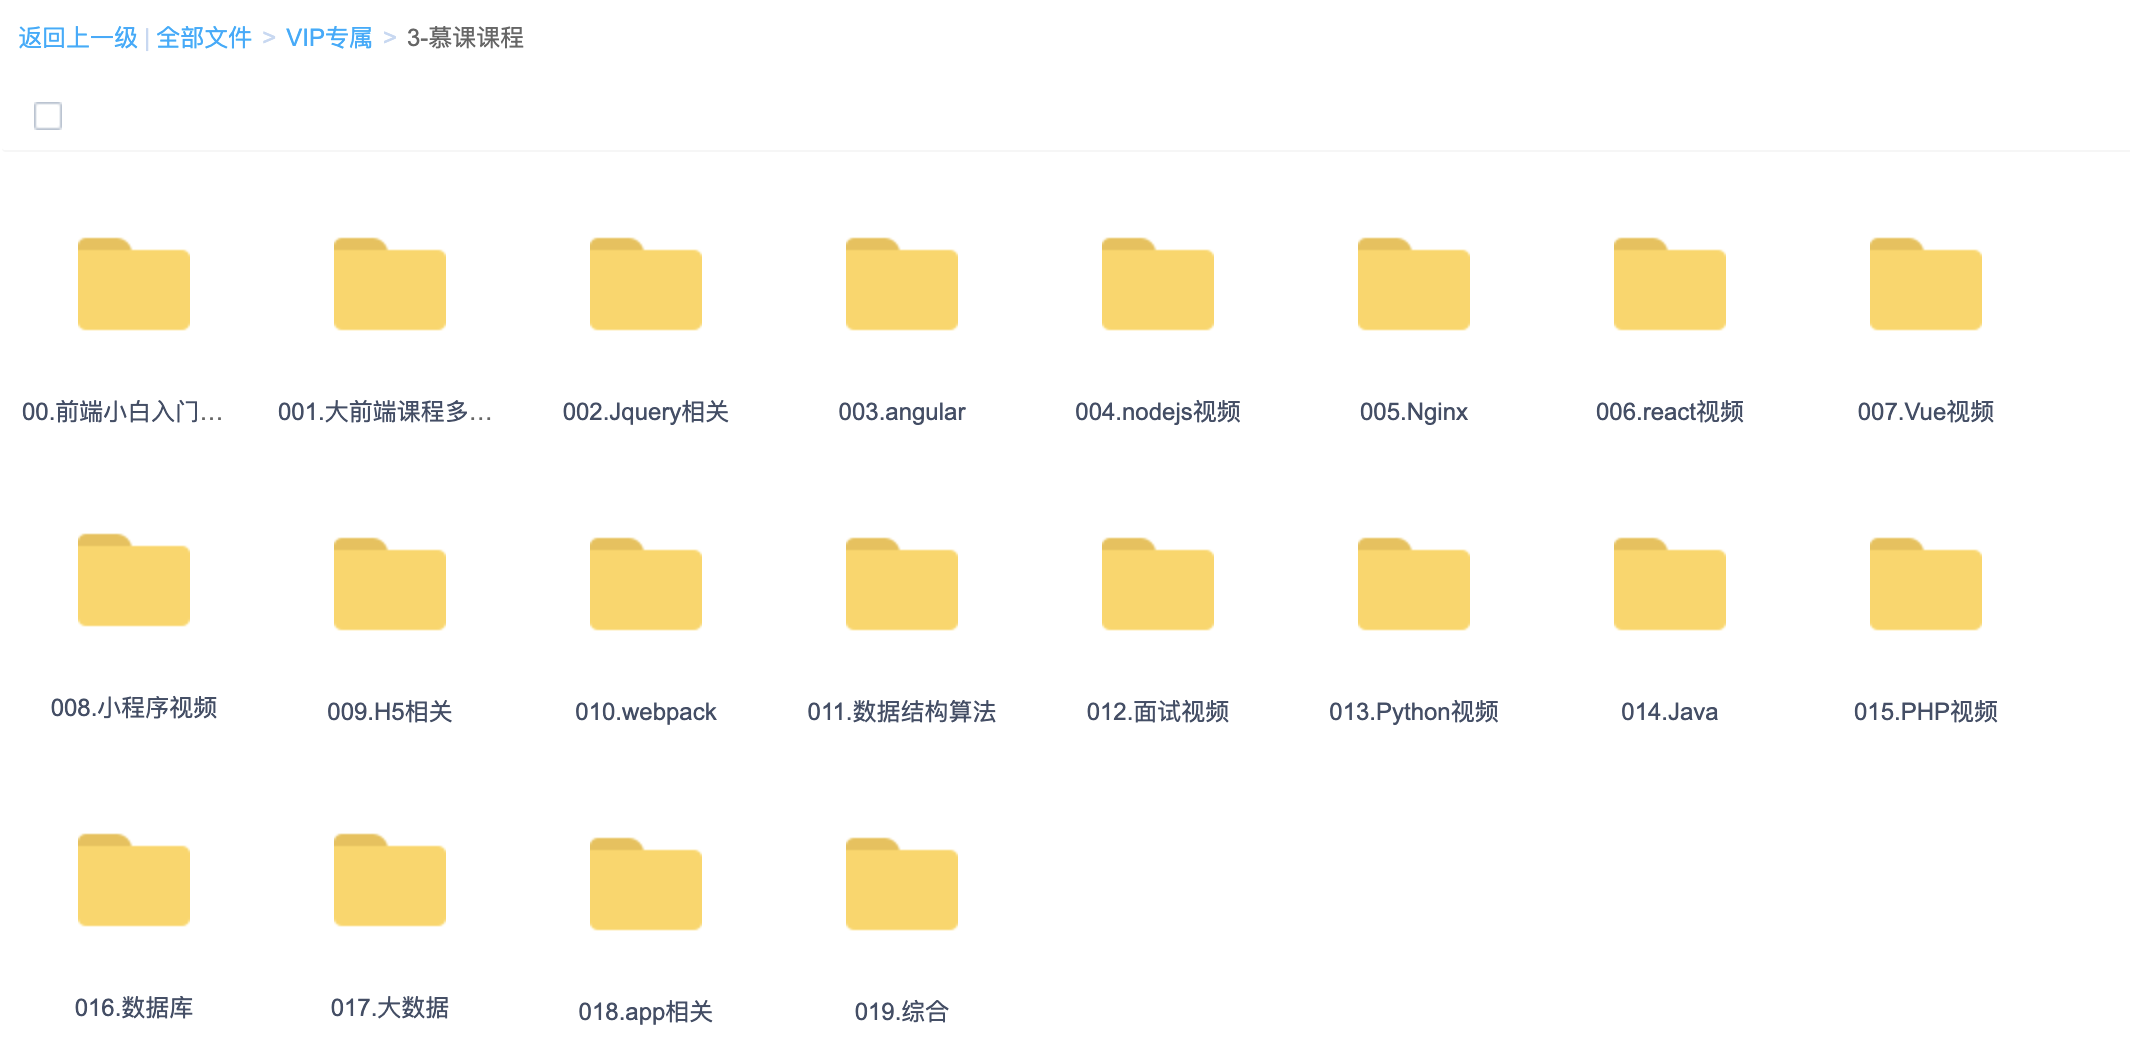 返回上一级 | 全部文件 > VIP专属 > 3-慕课课程
00.前端小白入门...
001.大前端课程多...
002.Jquery相关
003.angular
004.nodejs视频
005.Nginx
006.react视频
007.Vue视频
008.小程序视频
009.H5相关
010.webpack
011.数据结构算法
012.面试视频
013.Python视频
014.Java
015.PHP视频
016.数据库
017.大数据
018.app相关
019.综合